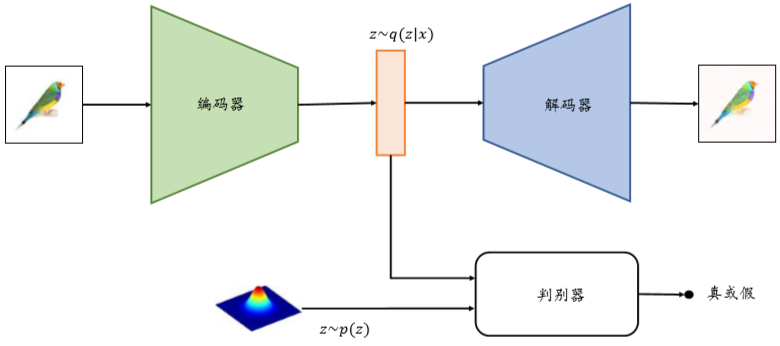 z~q(z|x)
编码器
解码器
判别器
真或假
z~p(z)